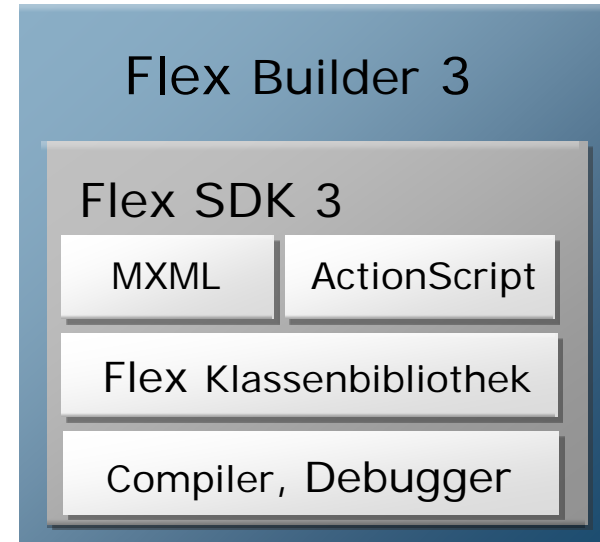 Flex Builder 3
Flex SDK 3
MXML ActionScript
Flex Klassenbibliothek
Compiler, Debugger